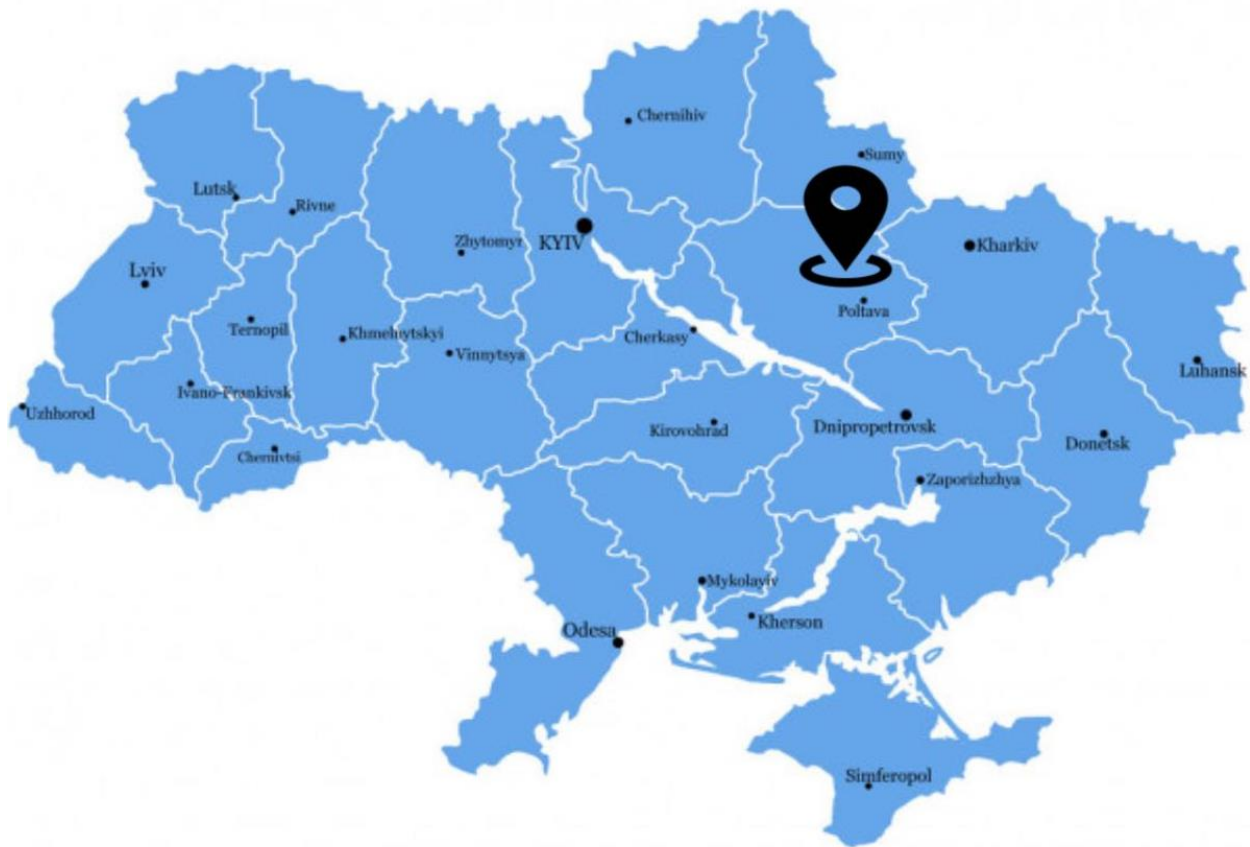 Chernihiv
Sumy
Lutsk
Rivne
KYIV
Zhytomyr
Kharkiv
Lviv
Poltava
Ternopil
Khmelnytskyi
Cherkasy
Vinnytsya
Luhansk
Ivano-Frankivsk
Uzhhorod
Dnipropetrovsk
Kirovohrad
Donetsk
Chernivtsi
Zaporizhzhya
Mykolayiv
Kherson
Odesa
Simferopol